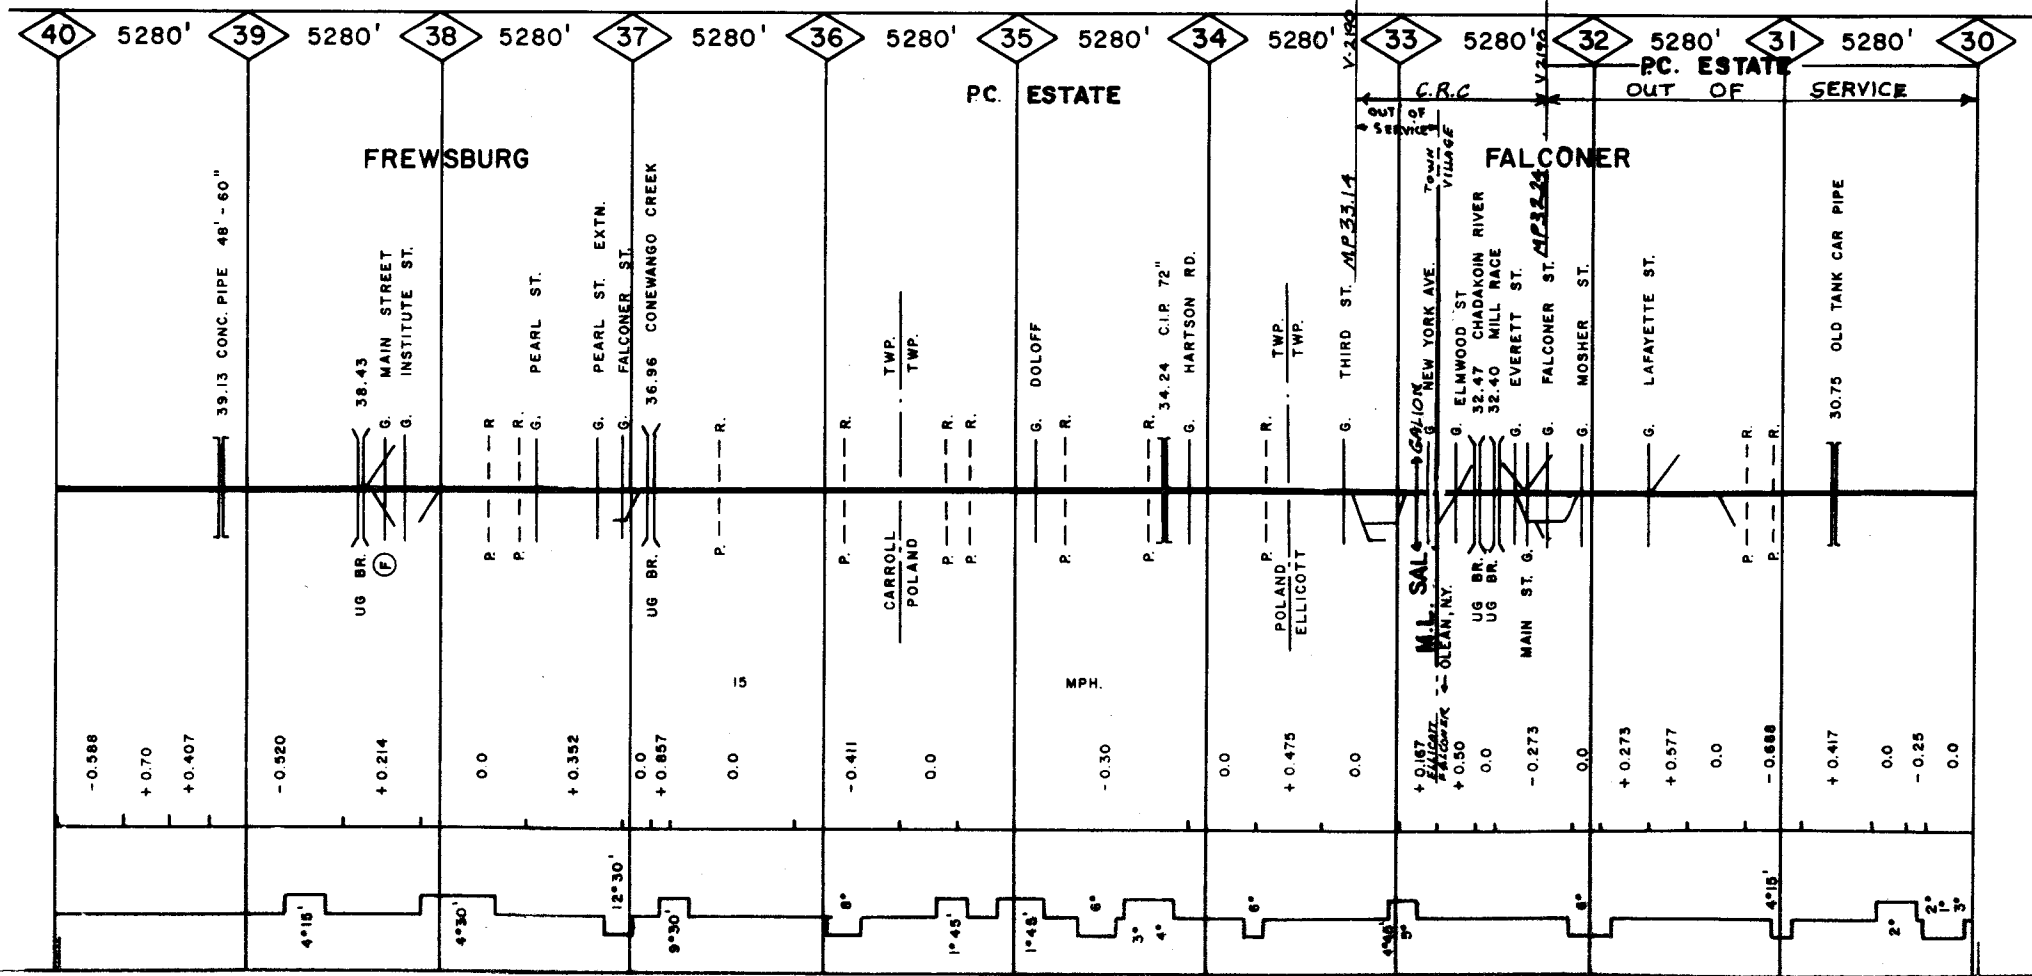 40 5280' 39 5280' 38 5280' 37 5280' 36 5280' 35 5280' 34 5280' 33 5280' 32 5280' 31 5280' 30
V-2190
V-2190
P.C. ESTATE
P.C. ESTATE
C.R.C
OUT OF SERVICE
OUT OF
SERVICE
TOWN
VILLAGE
FREWSBURG
FALCONER
39.13 CONC. PIPE 48'-60"
38.43
G. MAIN STREET
G. INSTITUTE ST.
R
R.
G. PEARL ST.
PEARL ST. EXTN.
G. FALCONER ST.
36.96 CONEWANGO CREEK
R.
R.
TWP.
TWP.
R.
R.
G. DOLOFF
R.
R.
34.24 C.I.P. 72"
G. HARTSON RD.
R.
TWP.
TWP.
G. THIRD ST.
MP33.14
GALION
G. NEW YORK AVE.
G. ELMWOOD ST
32.47 CHADAKOIN RIVER
32.40 MILL RACE
G. EVERETT ST.
G. FALCONER ST.
MP32.24
G. MOSHER ST.
G. LAFAYETTE ST.
R.
R.
30.75 OLD TANK CAR PIPE
UG BR.
F
P.
P.
UG BR.
P.
P.
CARROLL
POLAND
P.
P.
P.
P.
P.
POLAND
ELLICOTT
SAL
M.L.
OLEAN, N.Y.
UG BR.
UG BR.
MAIN ST. G.
P.
P.
15 MPH.
ELLICOTT
FALCONER
-0.588 +0.70 +0.407 -0.520 +0.214 0.0 +0.352 0.0 +0.857 0.0 -0.411 0.0 -0.30 0.0 +0.475 0.0 +0.167 +0.50 0.0 -0.273 0.0 +0.273 +0.577 0.0 -0.688 +0.417 0.0 -0.25 0.0
4°15' 4°30' 12°30' 9°30' 8° 1°45' 1°45' 6° 3° 4° 6° 5° 6° 4°15' 2° 2° 1° 3°